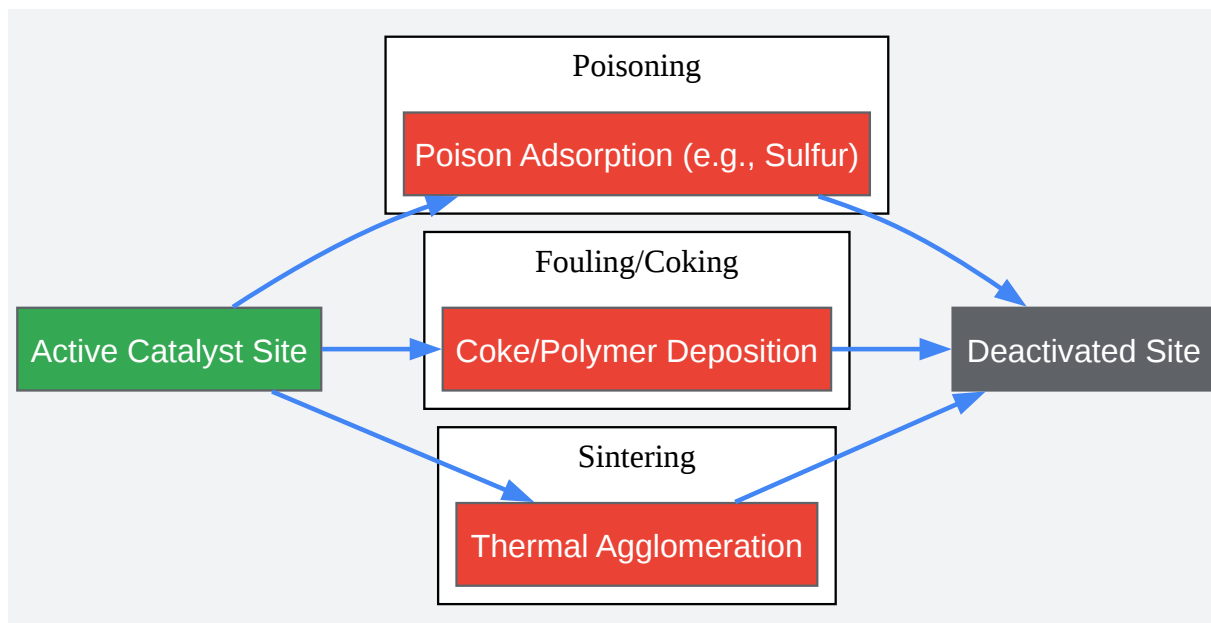 Poisoning
Poison Adsorption (e.g., Sulfur)
Fouling/Coking
Active Catalyst Site
Coke/Polymer Deposition
Deactivated Site
Sintering
Thermal Agglomeration